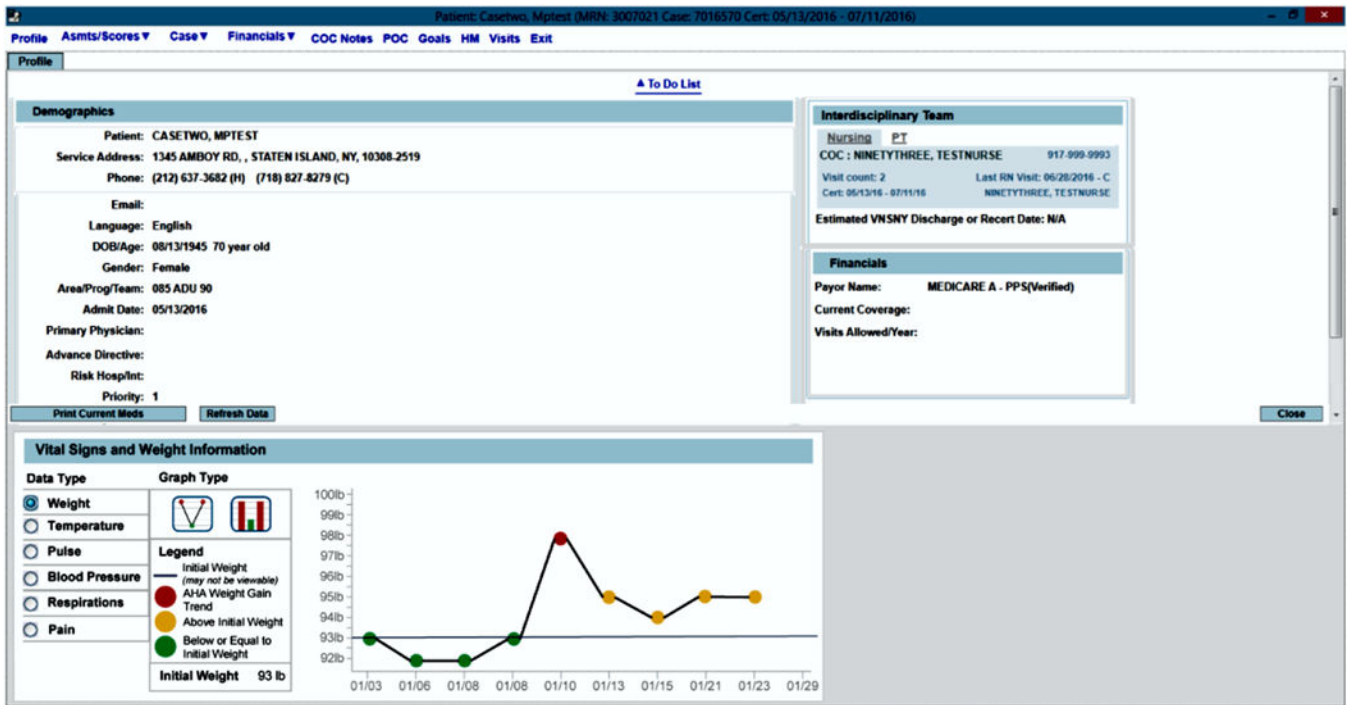 Patient: Casetwo, Mptest (MRN: 3007021 Case: 7016570 Cert: 05/13/2016 - 07/11/2016)
Profile Asmts/Scores ▼ Case ▼ Financials ▼ COC Notes POC Goals HM Visits Exit
Profile
▲ To Do List
Demographics
Patient: CASETWO, MPTEST
Service Address: 1345 AMBOY RD, , STATEN ISLAND, NY, 10308-2519
Phone: (212) 637-3682 (H) (718) 827-8279 (C)
Email:
Language: English
DOB/Age: 08/13/1945 70 year old
Gender: Female
Area/Prog/Team: 085 ADU 90
Admit Date: 05/13/2016
Primary Physician:
Advance Directive:
Risk Hosp/Int:
Priority: 1
Interdisciplinary Team
Nursing PT
COC : NINETYTHREE, TESTNURSE 917-999-9993
Visit count: 2 Last RN Visit: 06/28/2016 - C
Cert: 05/13/16 - 07/11/16 NINETYTHREE, TESTNURSE
Estimated VNSNY Discharge or Recert Date: N/A
Financials
Payor Name: MEDICARE A - PPS(Verified)
Current Coverage:
Visits Allowed/Year:
Print Current Meds Refresh Data Close
Vital Signs and Weight Information
Data Type
Weight
Temperature
Pulse
Blood Pressure
Respirations
Pain
Graph Type
Legend
Initial Weight
(may not be viewable)
AHA Weight Gain
Trend
Above Initial Weight
Below or Equal to
Initial Weight
Initial Weight 93 lb
100lb
99lb
98lb
97lb
96lb
95lb
94lb
93lb
92lb
01/03 01/06 01/08 01/08 01/10 01/13 01/15 01/21 01/23 01/29